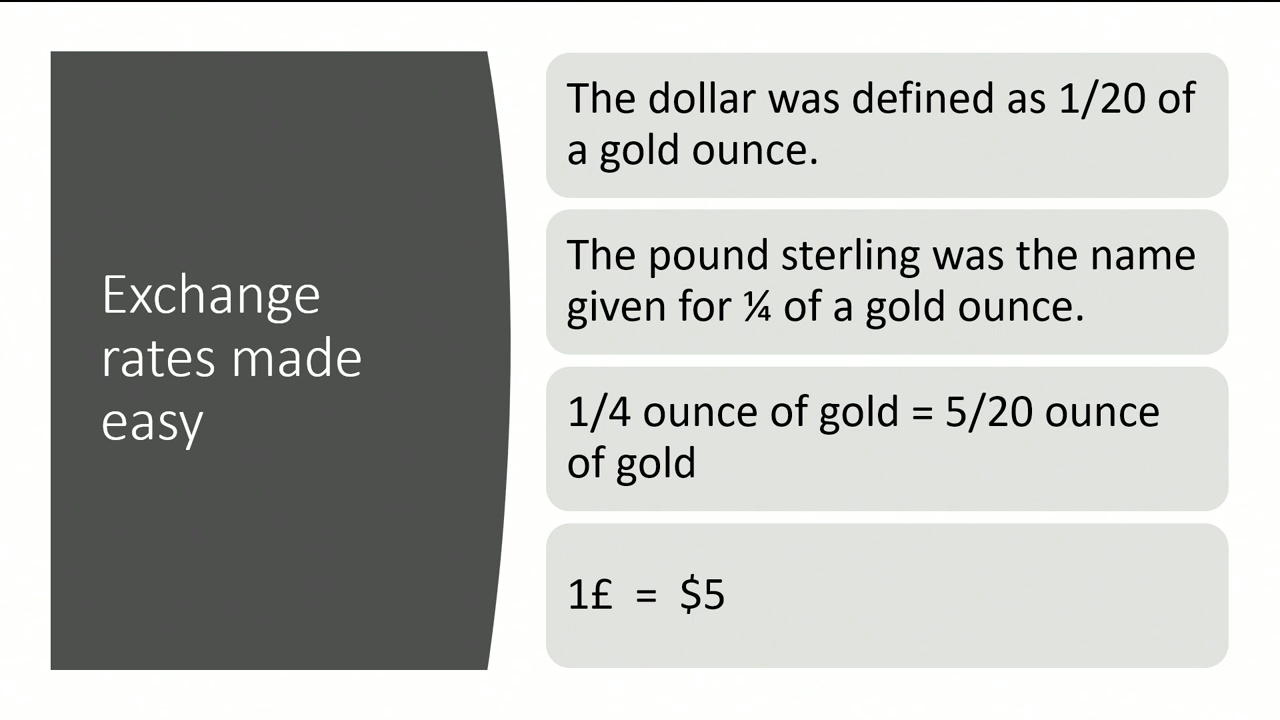 Exchange
rates made
easy
The dollar was defined as 1/20 of
a gold ounce.
The pound sterling was the name
given for ¼ of a gold ounce.
1/4 ounce of gold = 5/20 ounce
of gold
1£ = $5